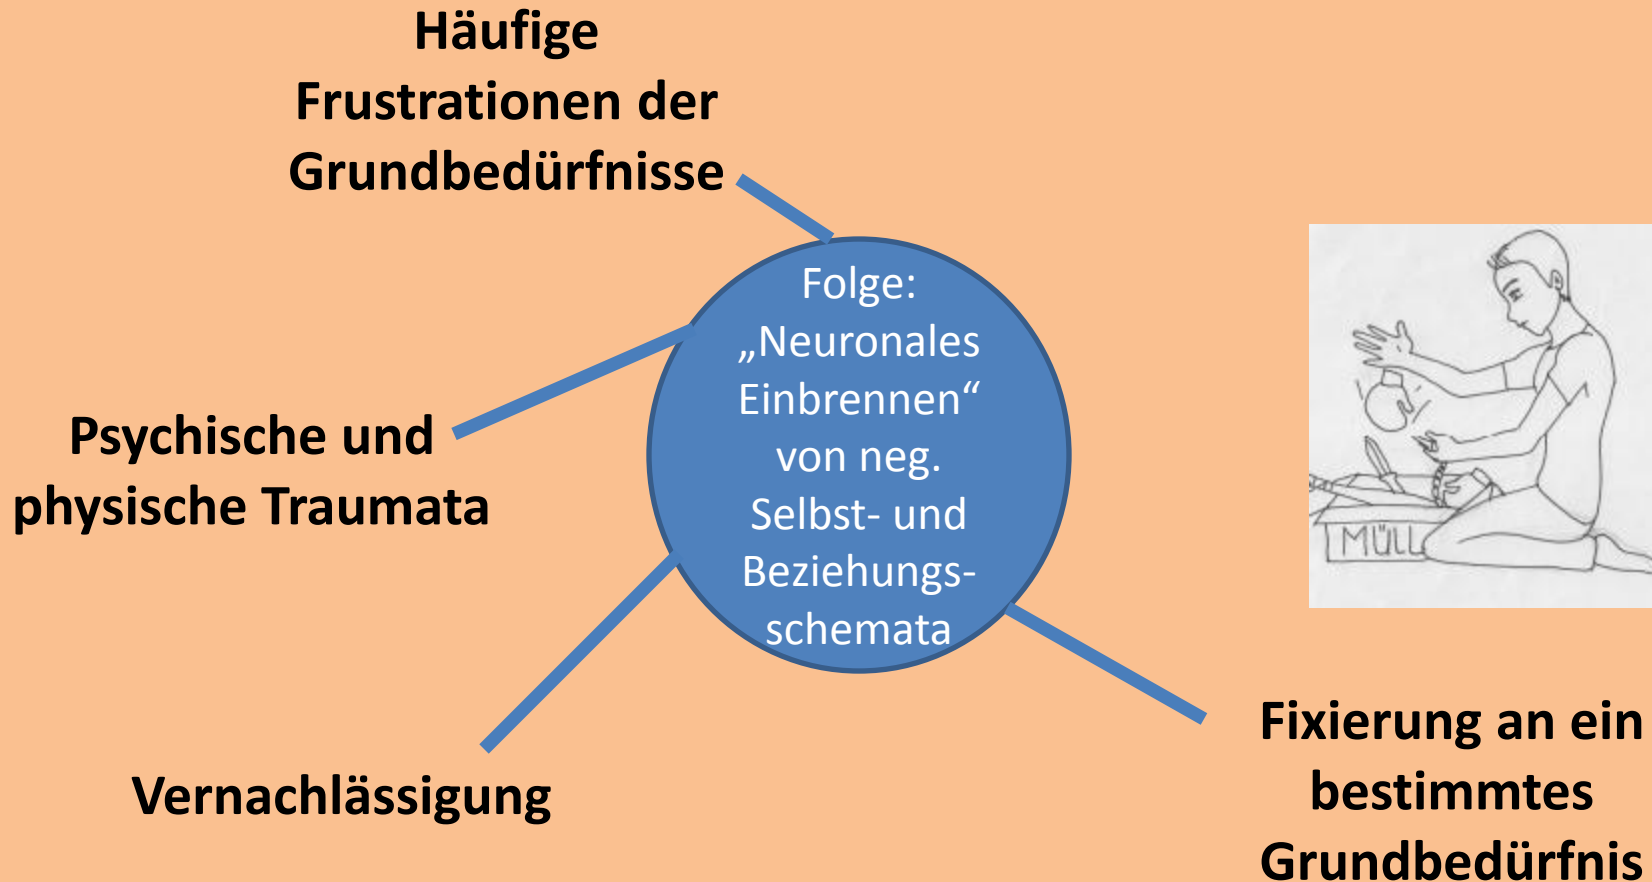 Häufige
Frustrationen der
Grundbedürfnisse
Folge:
„Neuronales
Einbrennen“
von neg.
Selbst- und
Beziehungs-
schemata
Psychische und
physische Traumata
MÜLL
Vernachlässigung
Fixierung an ein
bestimmtes
Grundbedürfnis